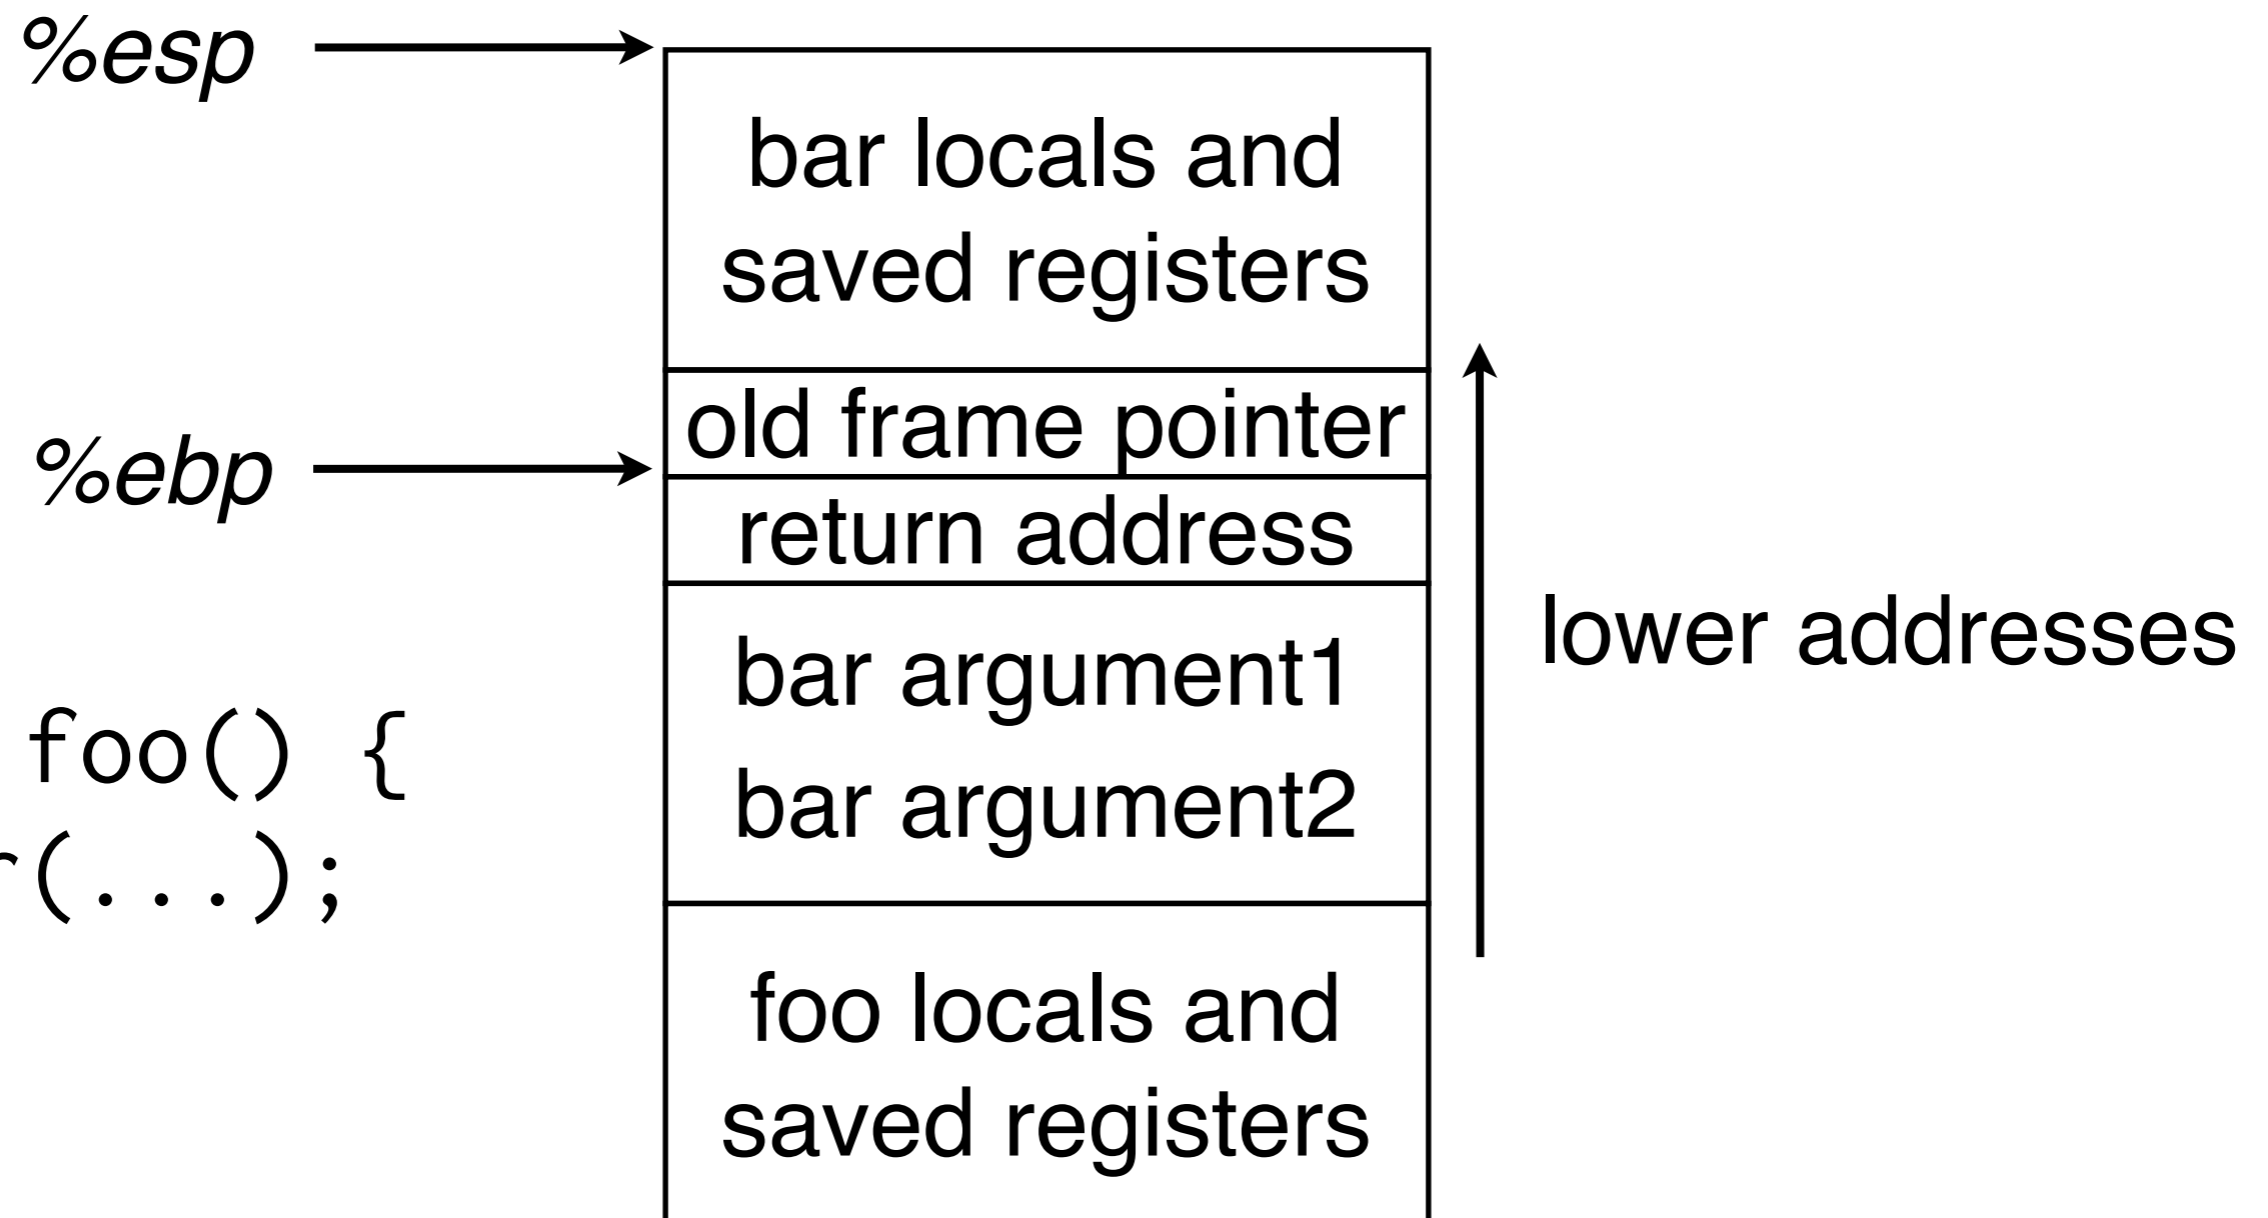 %esp
bar locals and
saved registers
old frame pointer
%ebp
return address
bar argument1
bar argument2
lower addresses
foo() {
(...);
foo locals and
saved registers